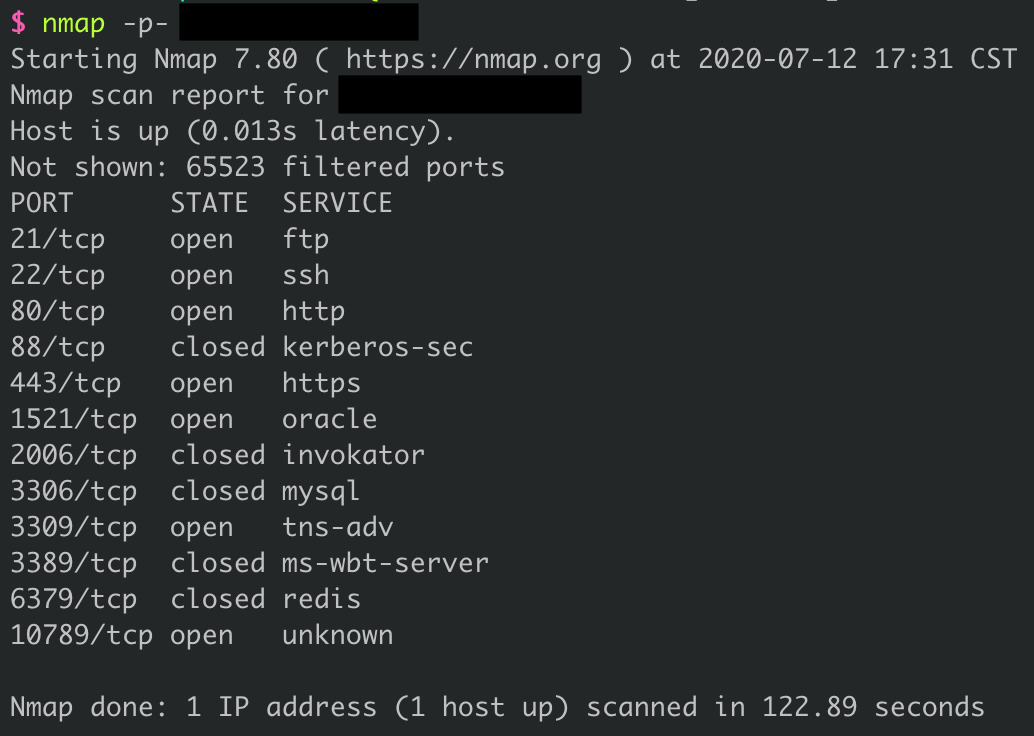 $ nmap -p-
Starting Nmap 7.80 ( https://nmap.org ) at 2020-07-12 17:31 CST
Nmap scan report for
Host is up (0.013s latency).
Not shown: 65523 filtered ports
PORT STATE SERVICE
21/tcp open ftp
22/tcp open ssh
80/tcp open http
88/tcp closed kerberos-sec
443/tcp open https
1521/tcp open oracle
2006/tcp closed invokator
3306/tcp closed mysql
3309/tcp open tns-adv
3389/tcp closed ms-wbt-server
6379/tcp closed redis
10789/tcp open unknown
Nmap done: 1 IP address (1 host up) scanned in 122.89 seconds